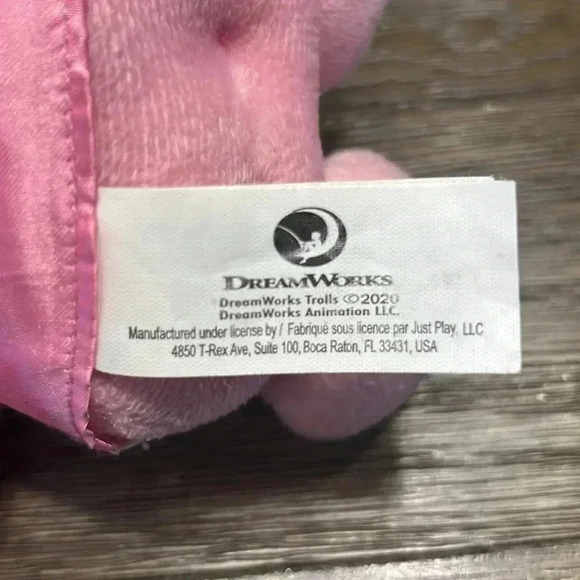 DREAMWORKS
DreamWorks Trolls ©2020
DreamWorks Animation LLC.
Manufactured under license by / Fabriqué sous licence par Just Play, LLC
4850 T-Rex Ave, Suite 100, Boca Raton, FL 33431, USA